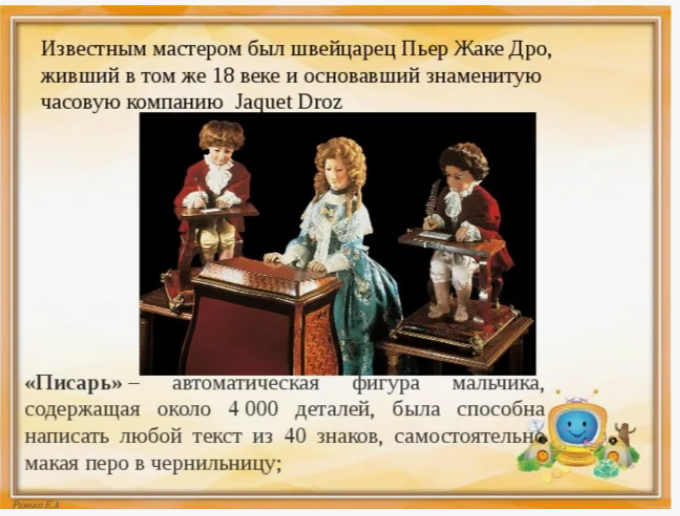 Известным мастером был швейцарец Пьер Жаке Дро,
живший в том же 18 веке и основавший знаменитую
часовую компанию Jaquet Droz
«Писарь» – автоматическая фигура мальчика,
содержащая около 4 000 деталей, была способна
написать любой текст из 40 знаков, самостоятельно
макая перо в чернильницу;